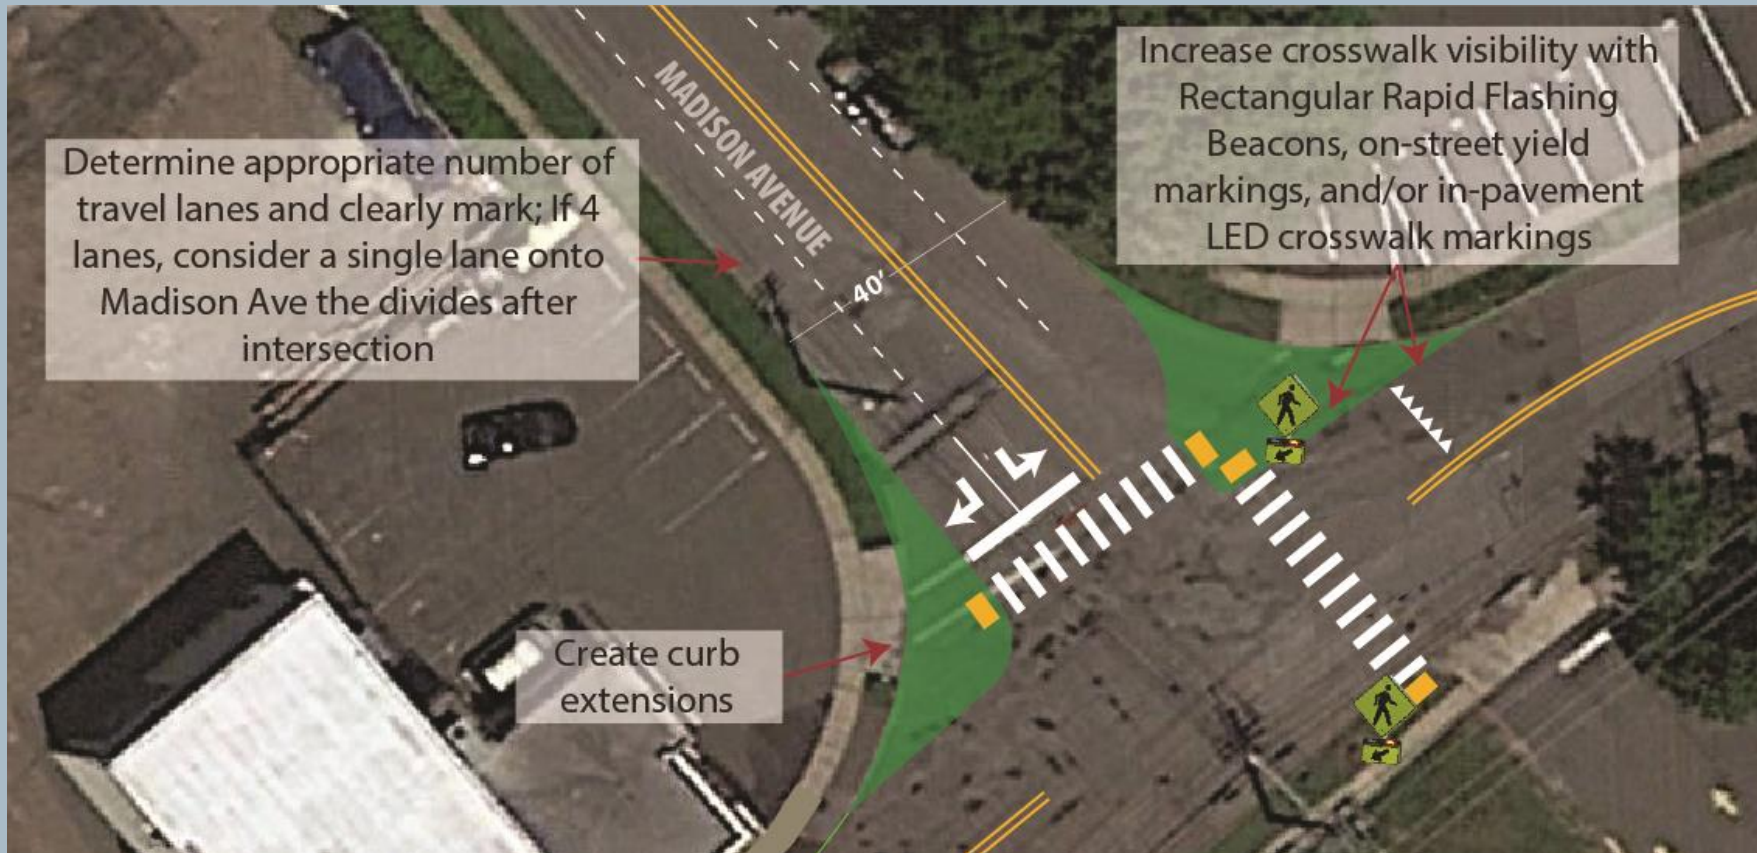 Increase crosswalk visibility with
Rectangular Rapid Flashing
Beacons, on-street yield
markings, and/or in-pavement
LED crosswalk markings
MADISON AVENUE
Determine appropriate number of
travel lanes and clearly mark; If 4
lanes, consider a single lane onto
Madison Ave the divides after
intersection
40'
Create curb
extensions